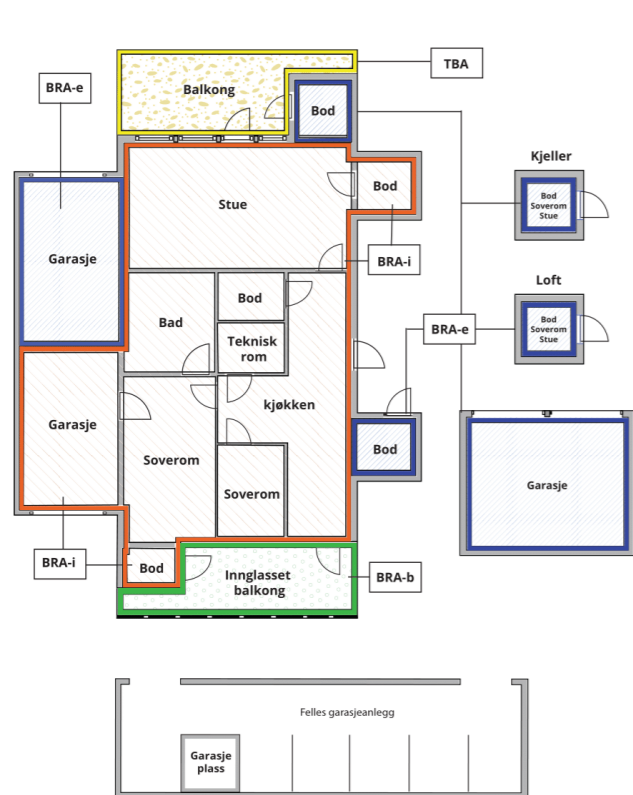 TBA
BRA-e
Balkong
Bod
Kjeller
Bod
Soverom
Stue
Bod
Stue
Garasje
BRA-i
Loft
Bod
Bad
Bod
Soverom
Stue
BRA-e
Teknisk
rom
kjøkken
Garasje
Bod
Soverom
Garasje
Soverom
BRA-i
Bod
Innglasset
balkong
BRA-b
Felles garasjeanlegg
Garasje
plass